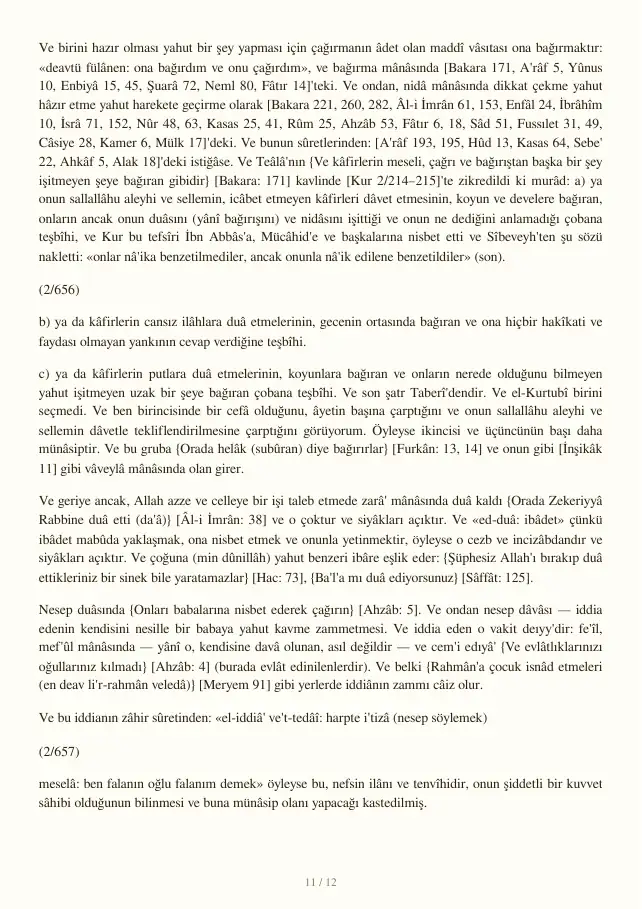 Ve birini hazır olması yahut bir şey yapması için çağırmanın âdet olan maddî vâsıtası ona bağırmaktır:
«deavtü fülânen: ona bağırdım ve onu çağırdım», ve bağırma mânâsında [Bakara 171, A'râf 5, Yûnus
10, Enbiyâ 15, 45, Şuarâ 72, Neml 80, Fâtır 14]'teki. Ve ondan, nidâ mânâsında dikkat çekme yahut
hâzır etme yahut harekete geçirme olarak [Bakara 221, 260, 282, Âl-i İmrân 61, 153, Enfâl 24, İbrâhîm
10, İsrâ 71, 152, Nûr 48, 63, Kasas 25, 41, Rûm 25, Ahzâb 53, Fâtır 6, 18, Sâd 51, Fussılet 31, 49,
Câsiye 28, Kamer 6, Mülk 17]'deki. Ve bunun sûretlerinden: [A'râf 193, 195, Hûd 13, Kasas 64, Sebe'
22, Ahkâf 5, Alak 18]'deki istiğâse. Ve Teâlâ'nın {Ve kâfirlerin meseli, çağrı ve bağırıştan başka bir şey
işitmeyen şeye bağıran gibidir} [Bakara: 171] kavlinde [Kur 2/214–215]'te zikredildi ki murâd: a) ya
onun sallallâhu aleyhi ve sellemin, icâbet etmeyen kâfirleri dâvet etmesinin, koyun ve develere bağıran,
onların ancak onun duâsını (yânî bağırışını) ve nidâsını işittiği ve onun ne dediğini anlamadığı çobana
teşbîhi, ve Kur bu tefsîri İbn Abbâs'a, Mücâhid'e ve başkalarına nisbet etti ve Sîbeveyh'ten şu sözü
nakletti: «onlar nâ'ika benzetilmediler, ancak onunla nâ'ik edilene benzetildiler» (son).
(2/656)
b) ya da kâfirlerin cansız ilâhlara duâ etmelerinin, gecenin ortasında bağıran ve ona hiçbir hakîkati ve
faydası olmayan yankının cevap verdiğine teşbîhi.
c) ya da kâfirlerin putlara duâ etmelerinin, koyunlara bağıran ve onların nerede olduğunu bilmeyen
yahut işitmeyen uzak bir şeye bağıran çobana teşbîhi. Ve son şatr Taberî'dendir. Ve el-Kurtubî birini
seçmedi. Ve ben birincisinde bir cefâ olduğunu, âyetin başına çarptığını ve onun sallallâhu aleyhi ve
sellemin dâvetle tekliflendirilmesine çarptığını görüyorum. Öyleyse ikincisi ve üçüncünün başı daha
münâsiptir. Ve bu gruba {Orada helâk (subûran) diye bağırırlar} [Furkân: 13, 14] ve onun gibi [İnşikâk
11] gibi vâveylâ mânâsında olan girer.
Ve geriye ancak, Allah azze ve celleye bir işi taleb etmede zarâ' mânâsında duâ kaldı {Orada Zekeriyyâ
Rabbine duâ etti (da'â)} [Âl-i İmrân: 38] ve o çoktur ve siyâkları açıktır. Ve «ed-duâ: ibâdet» çünkü
ibâdet mabûda yaklaşmak, ona nisbet etmek ve onunla yetinmektir, öyleyse o cezb ve incizâbdandır ve
siyâkları açıktır. Ve çoğuna (min dûnillâh) yahut benzeri ibâre eşlik eder: {Şüphesiz Allah'ı bırakıp duâ
ettikleriniz bir sinek bile yaratamazlar} [Hac: 73], {Ba'l'a mı duâ ediyorsunuz} [Sâffât: 125].
Nesep duâsında {Onları babalarına nisbet ederek çağırın} [Ahzâb: 5]. Ve ondan nesep dâvâsı — iddia
edenin kendisini nesille bir babaya yahut kavme zammetmesi. Ve iddia eden o vakit deıyy'dir: fe'îl,
mef'ûl mânâsında — yânî o, kendisine davâ olunan, asıl değildir — ve cem'i edıyâ' {Ve evlâtlıklarınızı
oğullarınız kılmadı} [Ahzâb: 4] (burada evlât edinilenlerdir). Ve belki {Rahmân'a çocuk isnâd etmeleri
(en deav li'r-rahmân veledâ)} [Meryem 91] gibi yerlerde iddiânın zammı câiz olur.
Ve bu iddianın zâhir sûretinden: «el-iddiâ' ve't-tedâî: harpte i'tizâ (nesep söylemek)
(2/657)
meselâ: ben falanın oğlu falanım demek» öyleyse bu, nefsin ilânı ve tenvîhidir, onun şiddetli bir kuvvet
sâhibi olduğunun bilinmesi ve buna münâsip olanı yapacağı kastedilmiş.
11 / 12